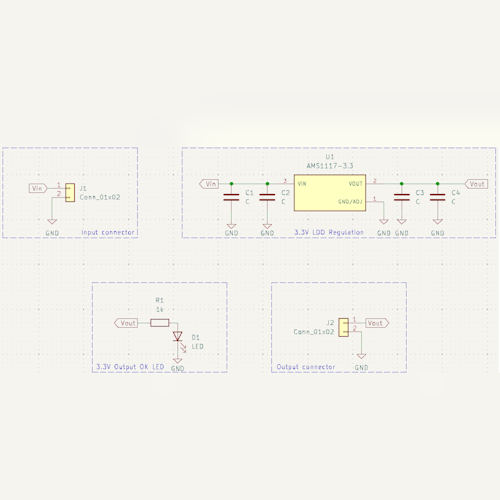 U1
AMS1117-3.3
Vin
1
2
J1
Conn_01x02
GND
Input connector
Vin
C1
C
C2
C
3
VIN
VOUT
GND/ADJ
2
1
C3
C
C4
C
Vout
GND
GND
GND
GND
GND
3.3V LDO Regulation
R1
1k
Vout
D1
LED
GND
3.3V Output OK LED
J2
Conn_01x02
1
2
Vout
GND
Output connector